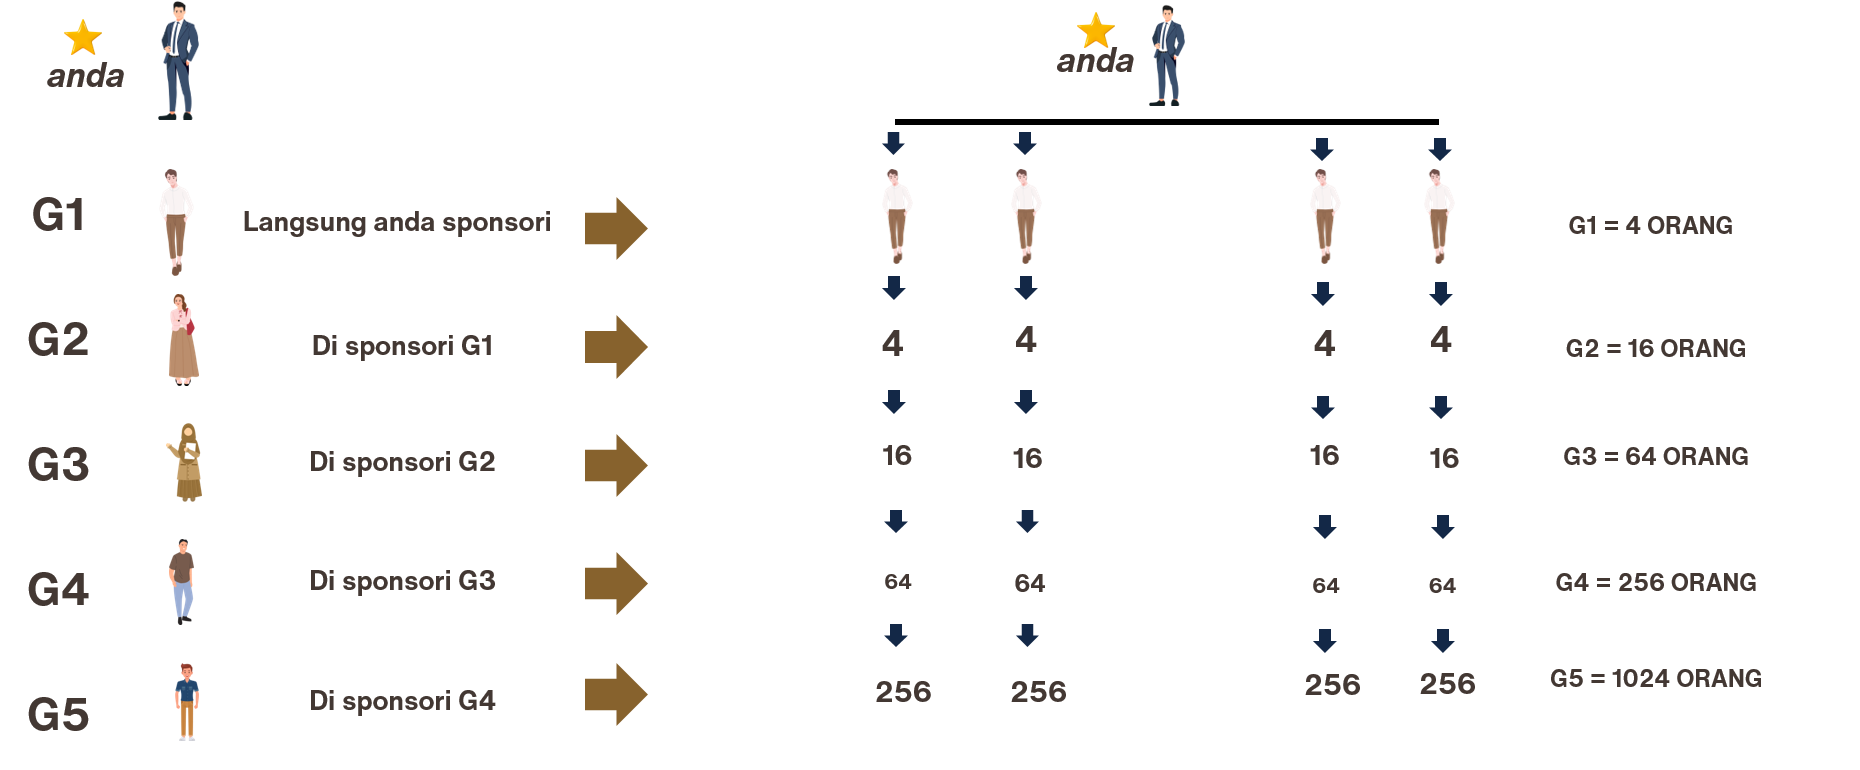 anda
anda
G1
Langsung anda sponsori
G1 = 4 ORANG
G2
Di sponsori G1
4 4 4 4
G2 = 16 ORANG
G3
Di sponsori G2
16 16 16 16
G3 = 64 ORANG
G4
Di sponsori G3
64 64 64 64
G4 = 256 ORANG
G5
Di sponsori G4
256 256 256 256
G5 = 1024 ORANG